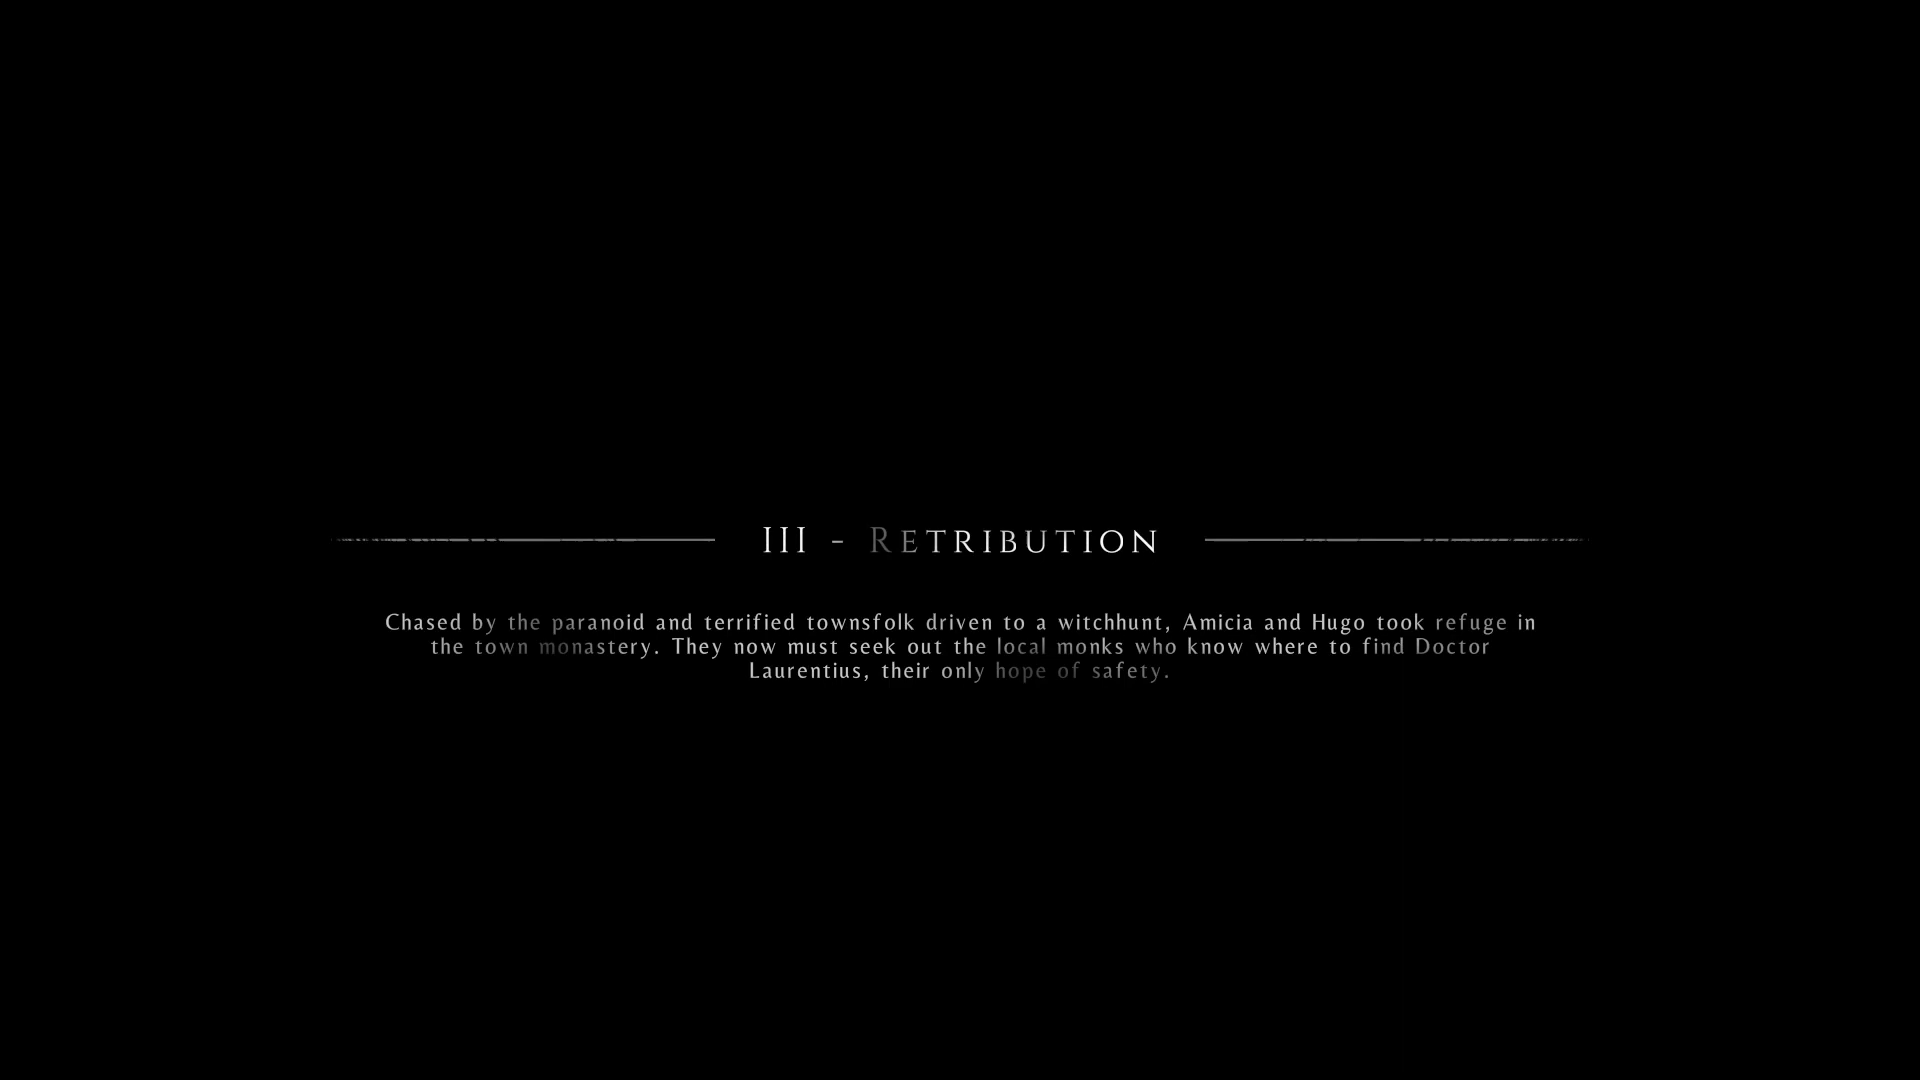 III - Retribution
Chased by the paranoid and terrified townsfolk driven to a witchhunt, Amicia and Hugo took refuge in
the town monastery. They now must seek out the local monks who know where to find Doctor
Laurentius, their only hope of safety.